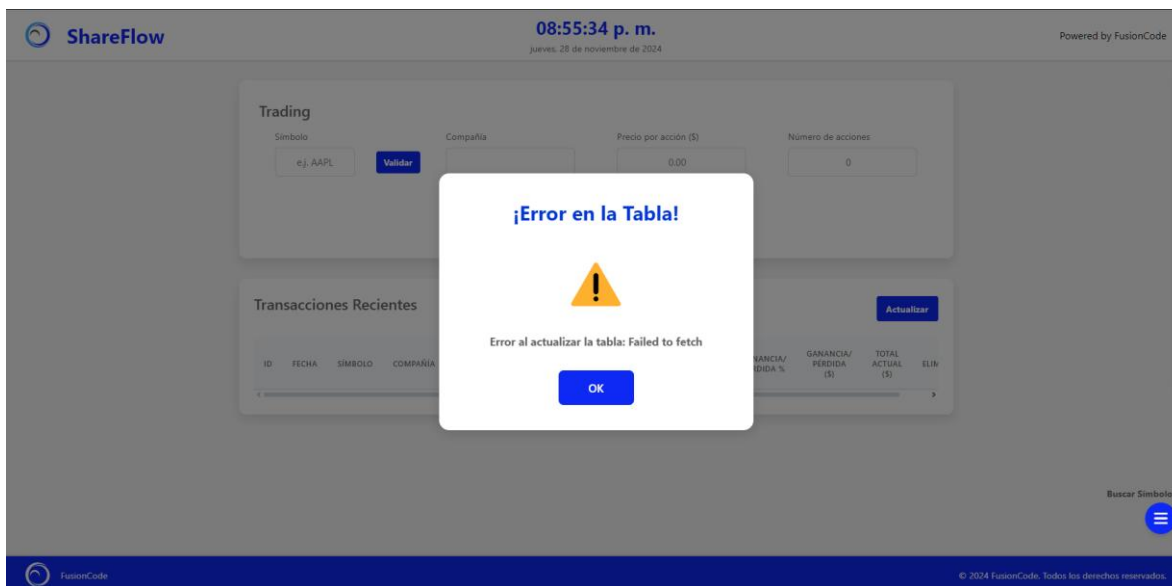 ShareFlow
08:55:34 p. m.
jueves, 28 de noviembre de 2024
Powered by FusionCode
Trading
Símbolo
Compañía
Precio por acción ($)
Número de acciones
ej. AAPL
Validar
0.00
0
¡Error en la Tabla!
Error al actualizar la tabla: Failed to fetch
OK
Transacciones Recientes
Actualizar
ID
FECHA
SÍMBOLO
COMPAÑÍA
GANANCIA/
PÉRDIDA
($)
TOTAL
ACTUAL
($)
Buscar Símbolo
FusionCode
© 2024 FusionCode. Todos los derechos reservados.